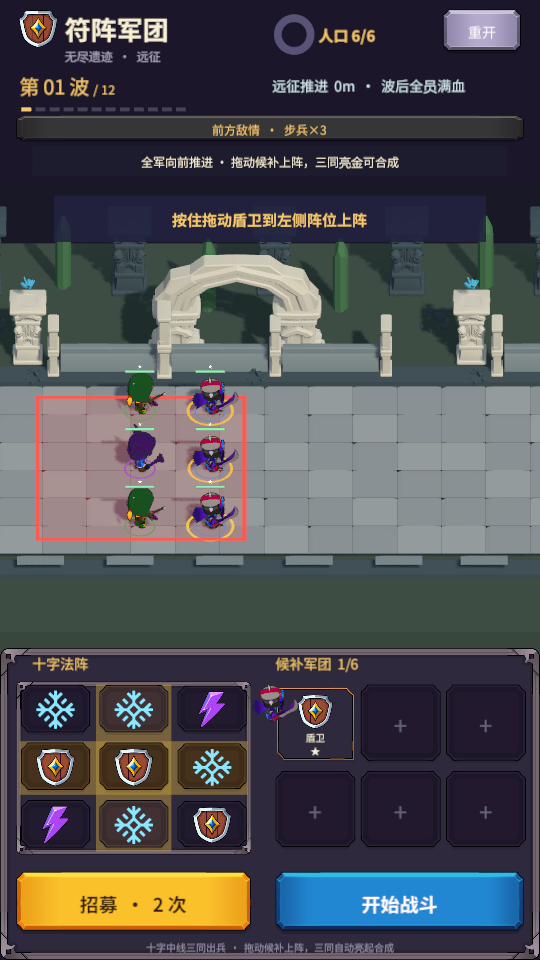 符阵军团
无尽遗迹 · 远征
人口 6/6
重开
第 01 波 / 12
远征推进 0m · 波后全员满血
前方敌情 · 步兵×3
全军向前推进 · 拖动候补上阵，三同亮金可合成
按住拖动盾卫到左侧阵位上阵
十字法阵
候补军团 1/6
盾卫
★
招募 · 2 次
开始战斗
十字中线三同出兵 · 拖动候补上阵，三同自动亮起合成